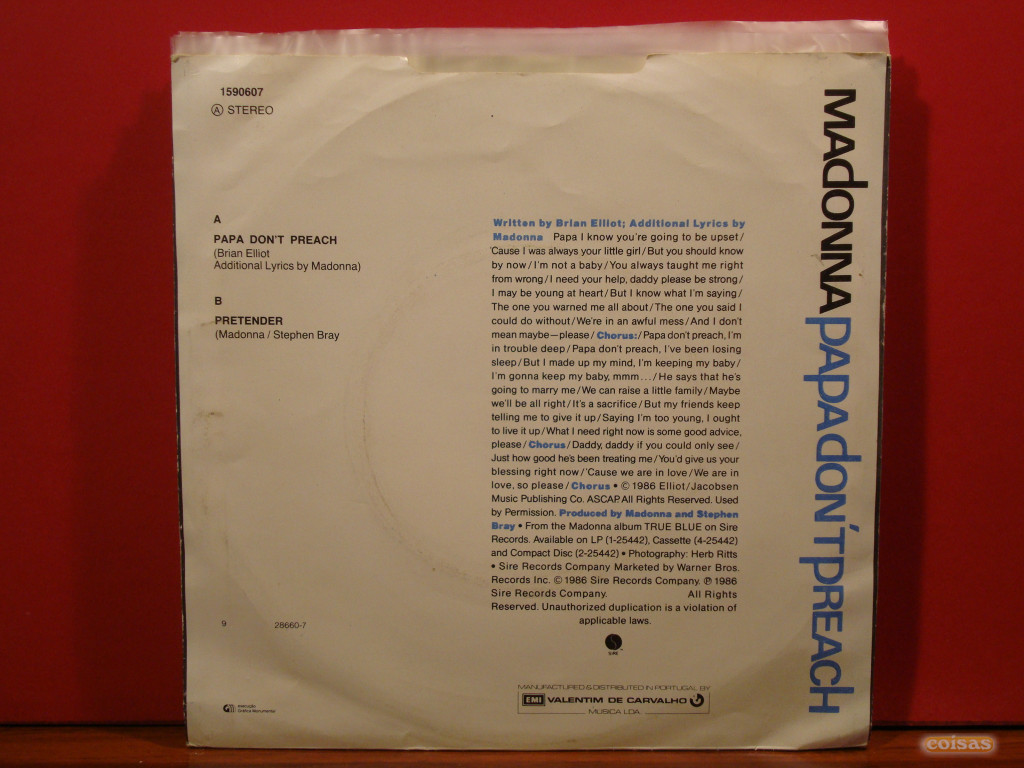 1590607
Ⓐ STEREO
A
PAPA DON'T PREACH
(Brian Elliot
Additional Lyrics by Madonna)
B
PRETENDER
(Madonna / Stephen Bray
9 28660-7
execução
Gráfica Monumental
Written by Brian Elliot; Additional Lyrics by
Madonna Papa I know you're going to be upset/
'Cause I was always your little girl/But you should know
by now/I'm not a baby/You always taught me right
from wrong/I need your help, daddy please be strong/
I may be young at heart/But I know what I'm saying/
The one you warned me all about/The one you said I
could do without/We're in an awful mess/And I don't
mean maybe—please/Chorus:/Papa don't preach, I'm
in trouble deep/Papa don't preach, I've been losing
sleep/But I made up my mind, I'm keeping my baby/
I'm gonna keep my baby, mmm.../He says that he's
going to marry me/We can raise a little family/Maybe
we'll be all right/It's a sacrifice/But my friends keep
telling me to give it up/Saying I'm too young, I ought
to live it up/What I need right now is some good advice,
please/Chorus/Daddy, daddy if you could only see/
Just how good he's been treating me/You'd give us your
blessing right now/'Cause we are in love/We are in
love, so please/Chorus • © 1986 Elliot/Jacobsen
Music Publishing Co. ASCAP. All Rights Reserved. Used
by Permission. Produced by Madonna and Stephen
Bray • From the Madonna album TRUE BLUE on Sire
Records. Available on LP (1-25442), Cassette (4-25442)
and Compact Disc (2-25442) • Photography: Herb Ritts
• Sire Records Company Marketed by Warner Bros.
Records Inc. © 1986 Sire Records Company. ℗ 1986
Sire Records Company. All Rights
Reserved. Unauthorized duplication is a violation of
applicable laws.
SIRE
MANUFACTURED & DISTRIBUTED IN PORTUGAL BY
EMI VALENTIM DE CARVALHO
MUSICA LDA.
MAdONNA PAPA dON'T PREACH
coisas